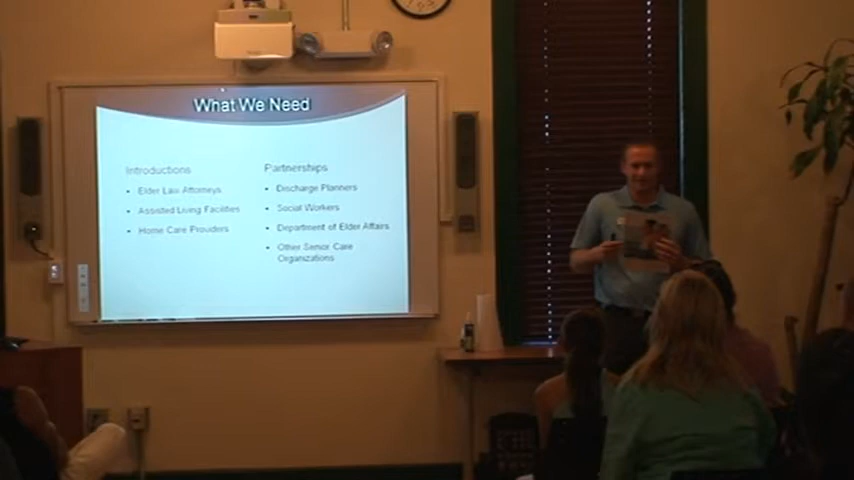 What We Need
Introductions
• Elder Law Attorneys
• Assisted Living Facilities
• Home Care Providers
Partnerships
• Discharge Planners
• Social Workers
• Department of Elder Affairs
• Other Senior Care
Organizations